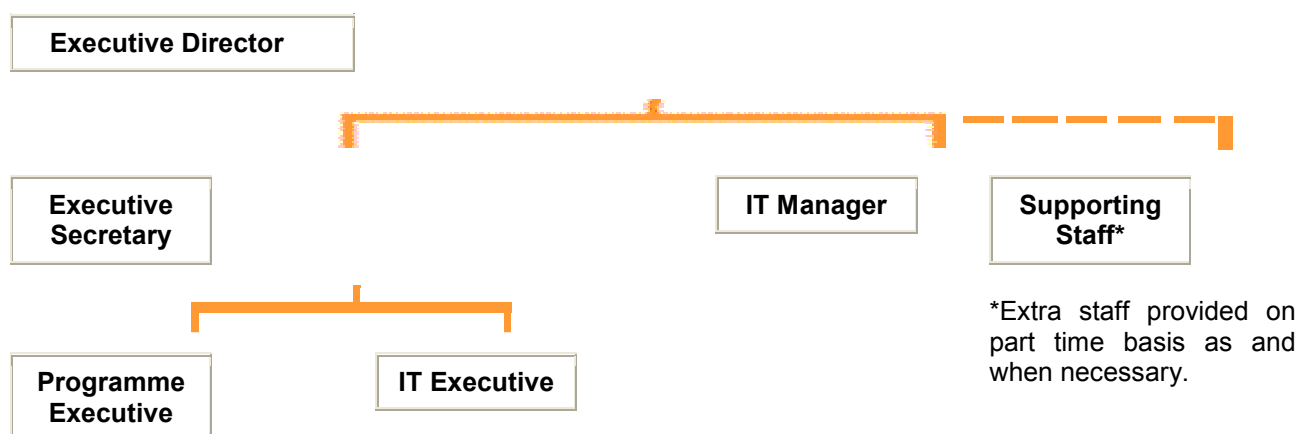 Executive Director
Executive
Secretary
IT Manager
Supporting
Staff*
*Extra staff provided on
part time basis as and
when necessary.
Programme
Executive
IT Executive